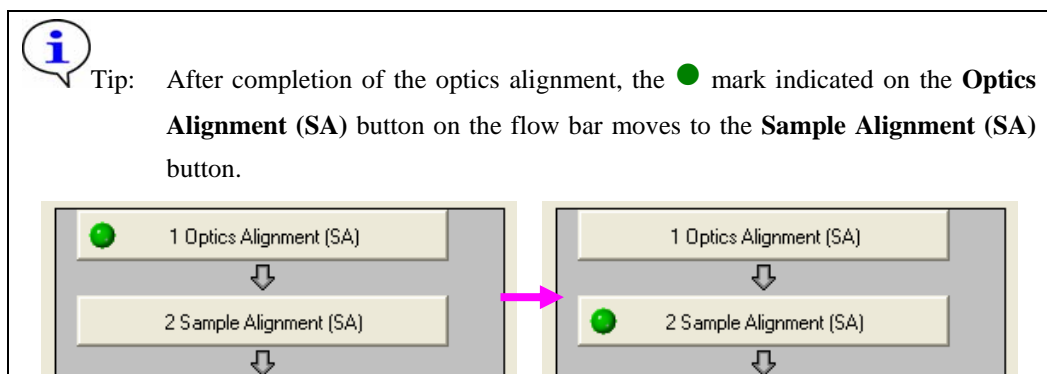 i
Tip: After completion of the optics alignment, the ● mark indicated on the Optics
Alignment (SA) button on the flow bar moves to the Sample Alignment (SA)
button.
1 Optics Alignment (SA)
2 Sample Alignment (SA)
1 Optics Alignment (SA)
2 Sample Alignment (SA)